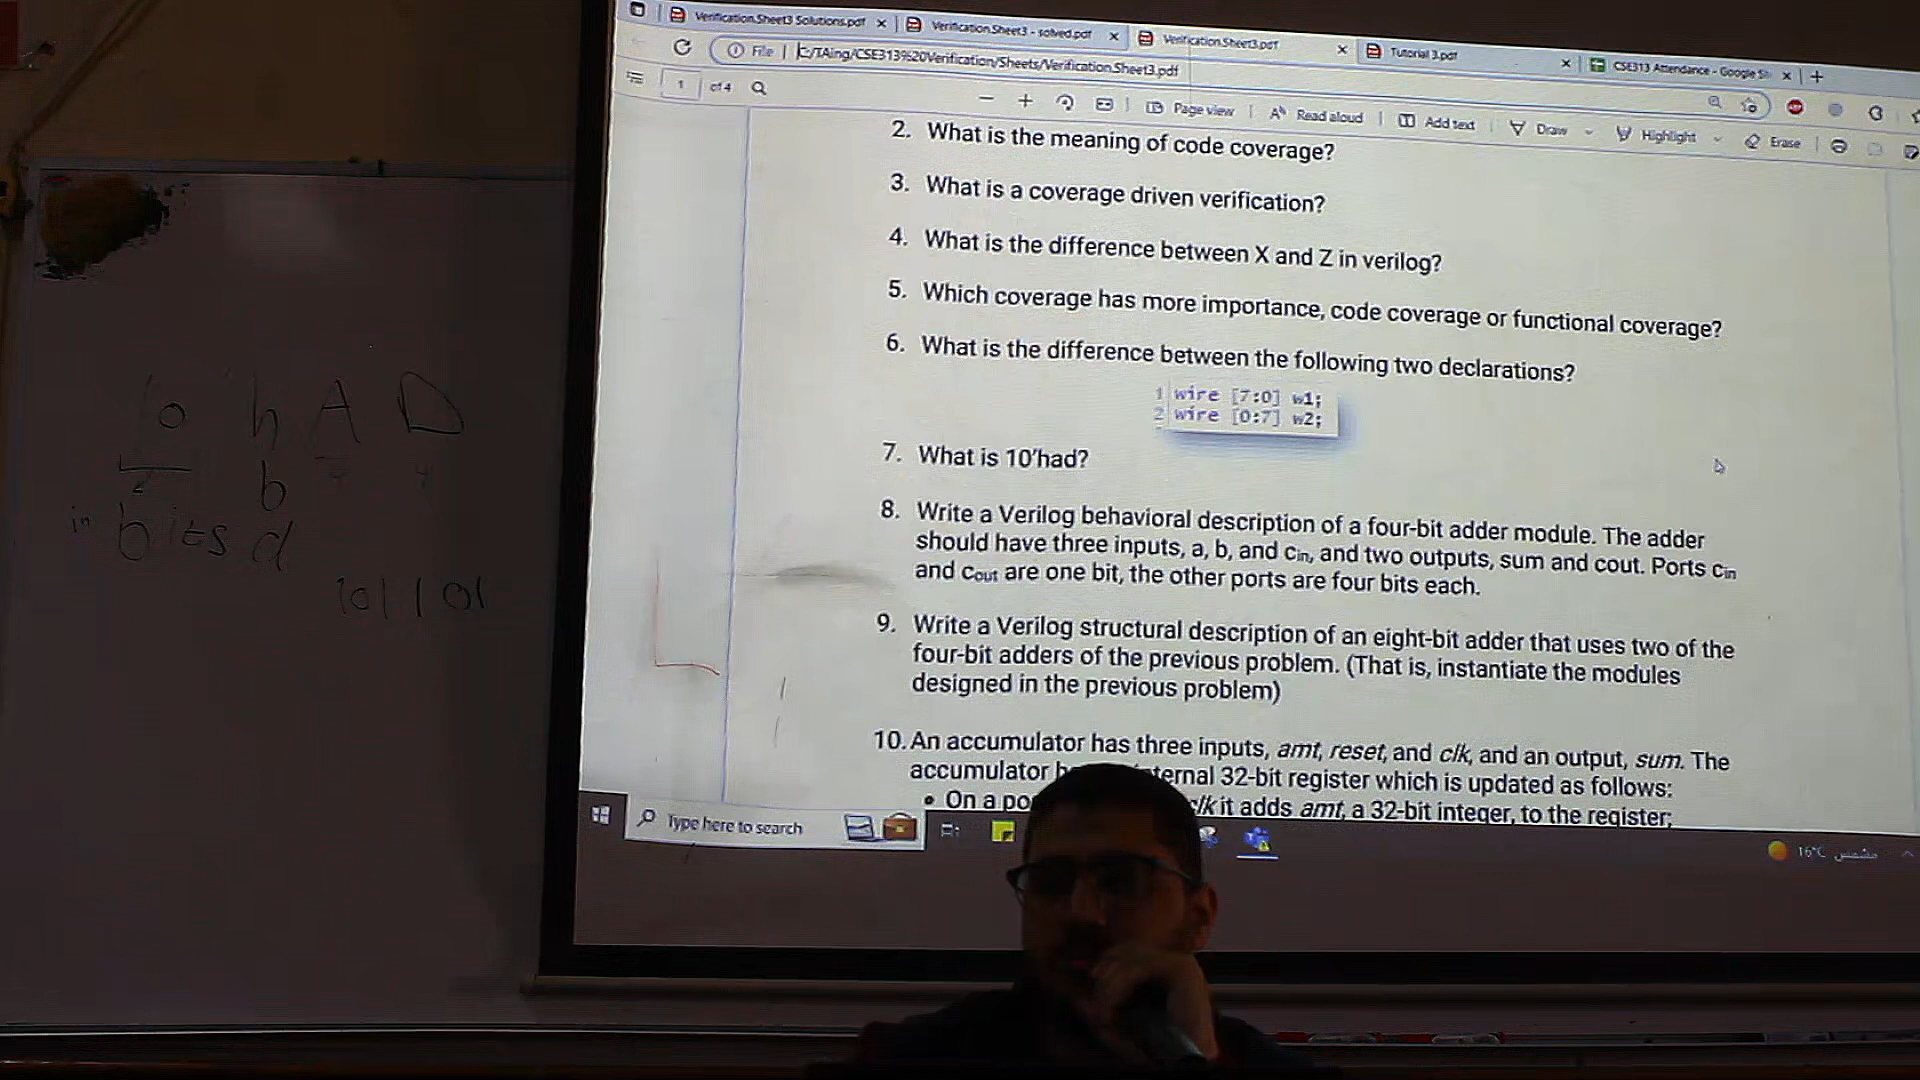 Verification.Sheet3 Solutions.pdf
Verification.Sheet3 - solved.pdf
Verification.Sheet3.pdf
Tutorial 3.pdf
CSE313 Attendance - Google Sh
File | C:/TAing/CSE313%20Verification/Sheets/Verification.Sheet3.pdf
1 of 4
Page view
Read aloud
Add text
Draw
Highlight
Erase
2. What is the meaning of code coverage?
3. What is a coverage driven verification?
4. What is the difference between X and Z in verilog?
5. Which coverage has more importance, code coverage or functional coverage?
6. What is the difference between the following two declarations?
1 wire [7:0] w1;
2 wire [0:7] w2;
7. What is 10'had?
8. Write a Verilog behavioral description of a four-bit adder module. The adder
should have three inputs, a, b, and cin, and two outputs, sum and cout. Ports cin
and cout are one bit, the other ports are four bits each.
9. Write a Verilog structural description of an eight-bit adder that uses two of the
four-bit adders of the previous problem. (That is, instantiate the modules
designed in the previous problem)
10. An accumulator has three inputs, amt, reset, and clk, and an output, sum. The
accumulator ternal 32-bit register which is updated as follows:
• On a po clk it adds amt, a 32-bit integer, to the register;
Type here to search
16°C مشمس
10 ' h A D
b
in bits d
101101